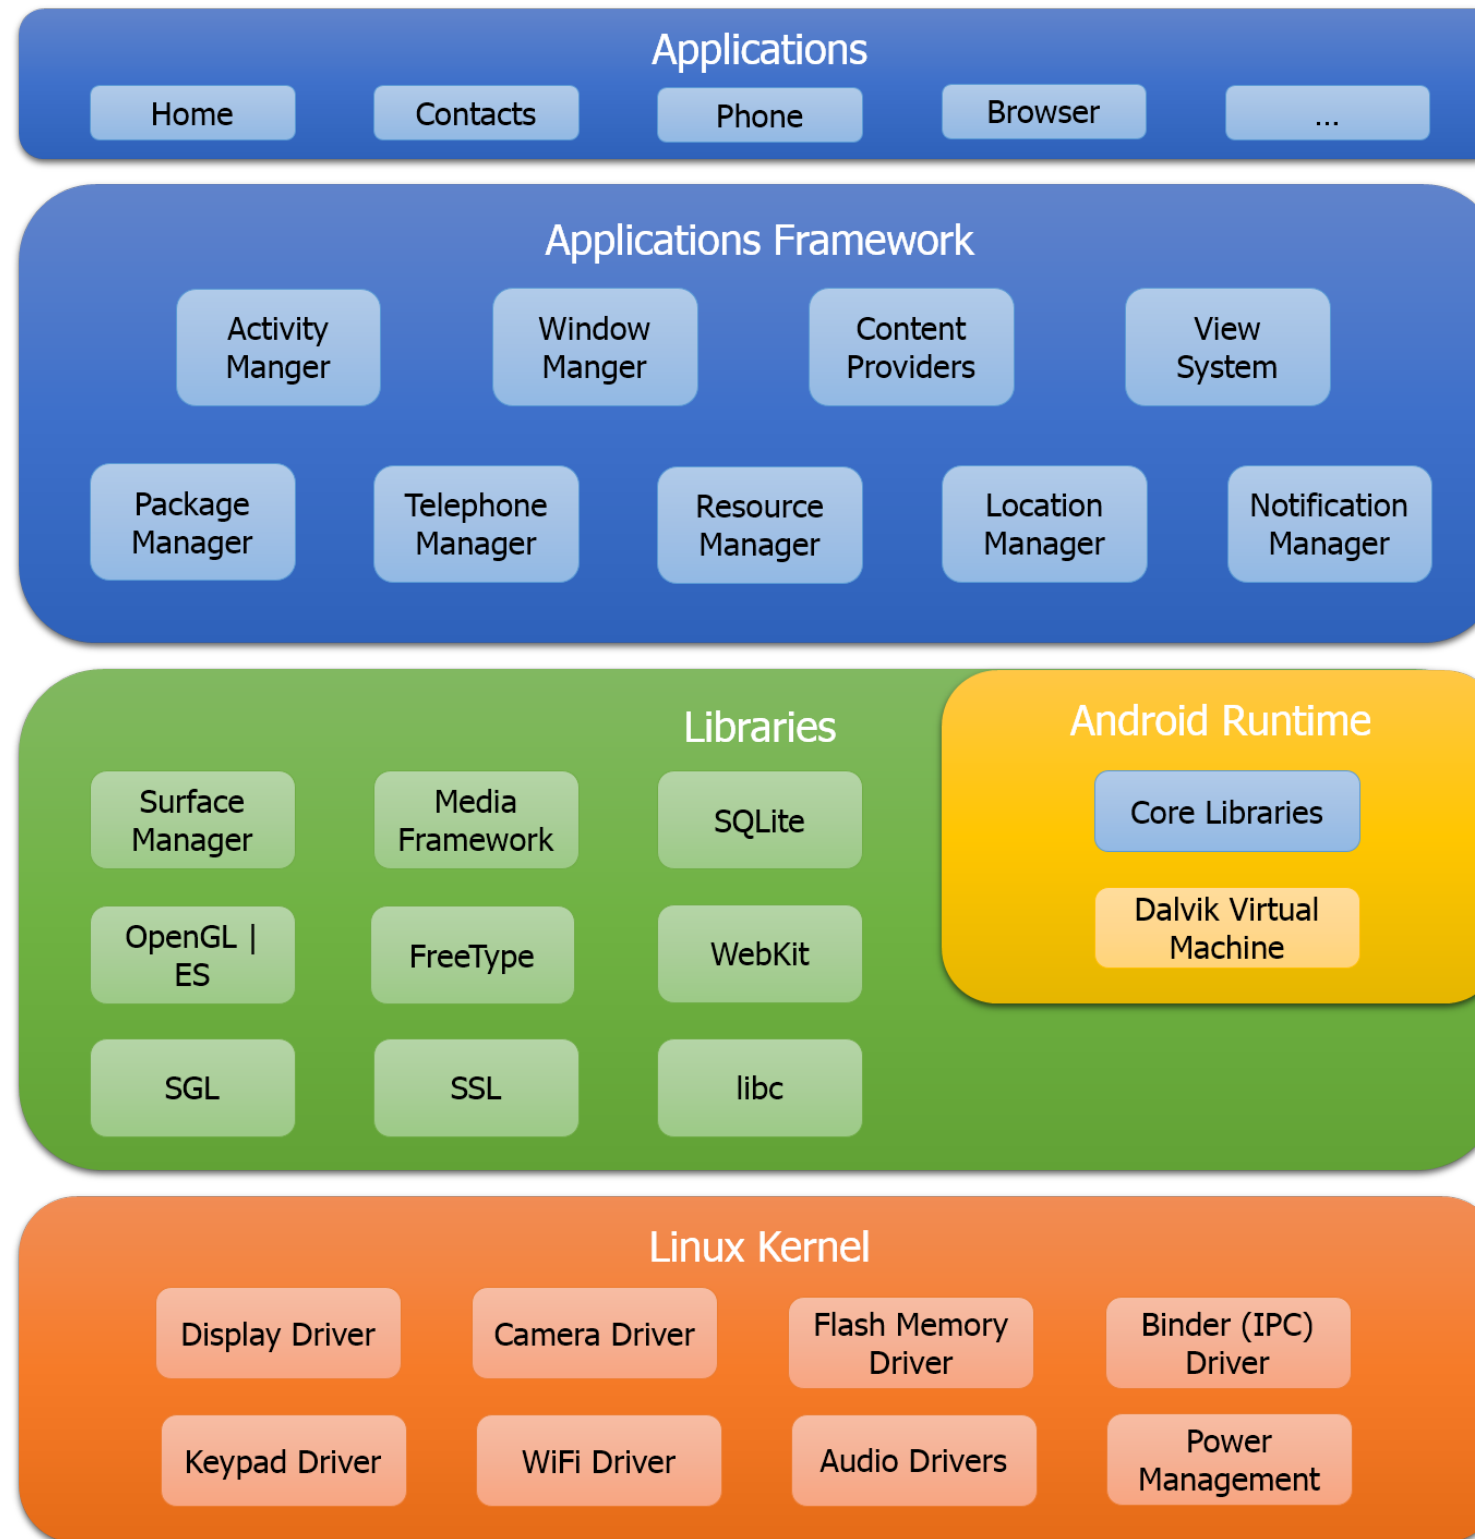 Applications
Home
Contacts
Phone
Browser
...
Applications Framework
Activity
Manger
Window
Manger
Content
Providers
View
System
Package
Manager
Telephone
Manager
Resource
Manager
Location
Manager
Notification
Manager
Libraries
Surface
Manager
Media
Framework
SQLite
OpenGL |
ES
FreeType
WebKit
SGL
SSL
libc
Android Runtime
Core Libraries
Dalvik Virtual
Machine
Linux Kernel
Display Driver
Camera Driver
Flash Memory
Driver
Binder (IPC)
Driver
Keypad Driver
WiFi Driver
Audio Drivers
Power
Management